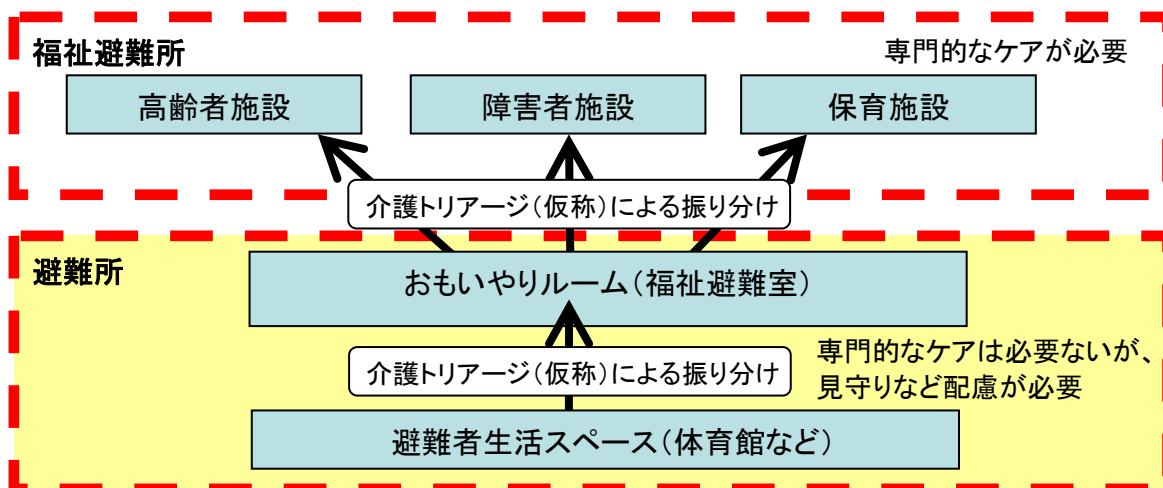 福祉避難所
専門的なケアが必要
高齢者施設
障害者施設
保育施設
介護トリアージ(仮称)による振り分け
避難所
おもいやりルーム(福祉避難室)
介護トリアージ(仮称)による振り分け
専門的なケアは必要ないが、
見守りなど配慮が必要
避難者生活スペース(体育館など)